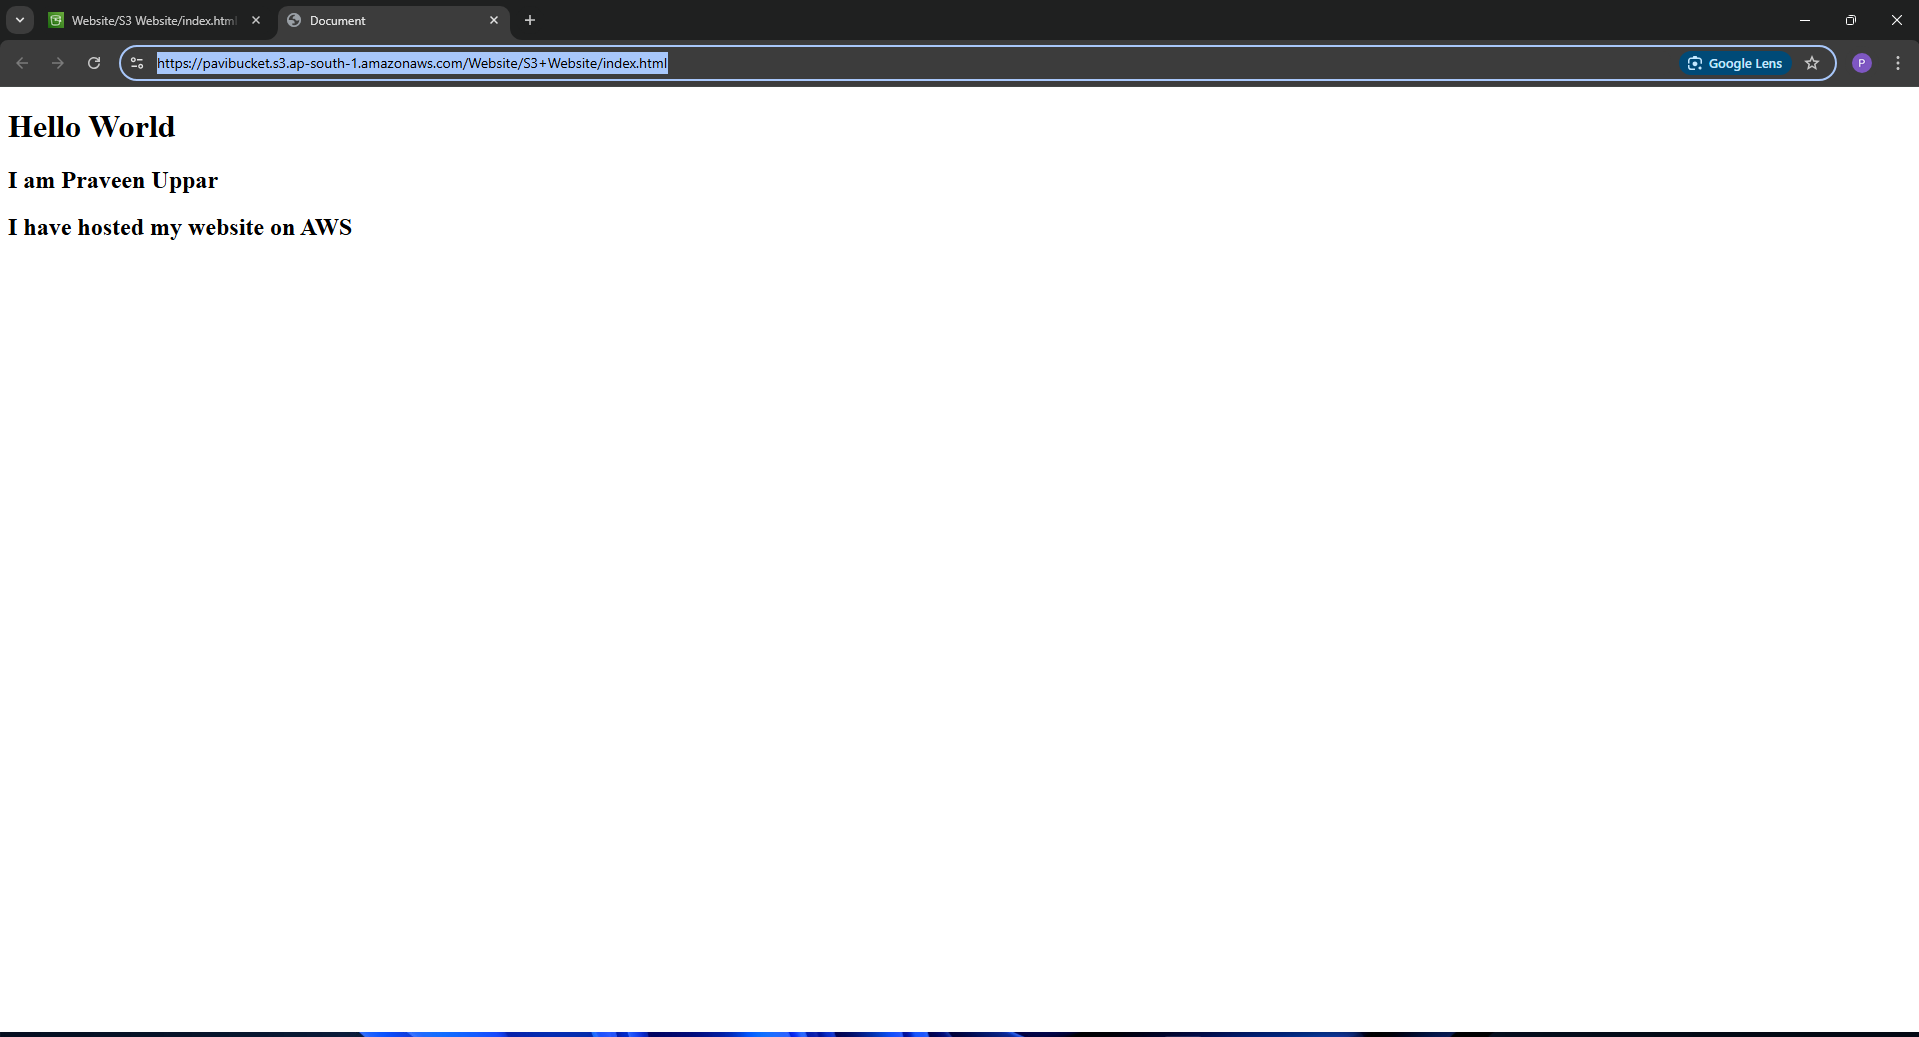 Website/S3 Website/index.html
Document
https://pavibucket.s3.ap-south-1.amazonaws.com/Website/S3+Website/index.html
Google Lens
P
Hello World
I am Praveen Uppar
I have hosted my website on AWS